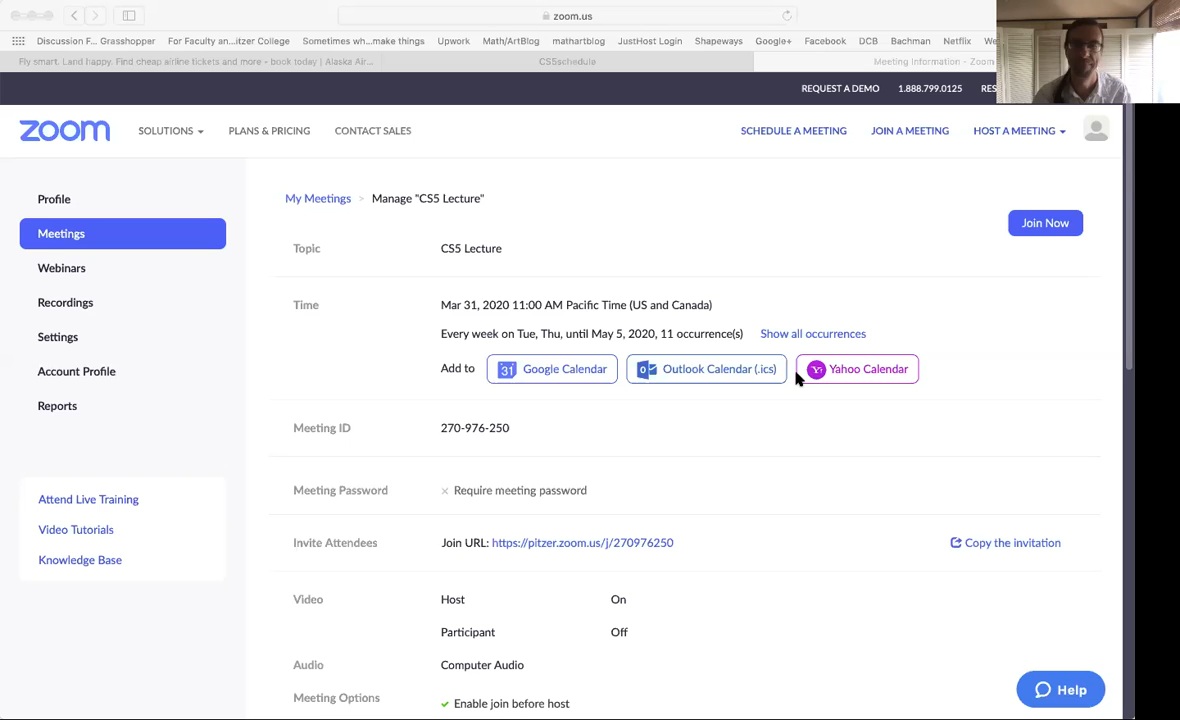 zoom.us
Discussion F... Grasshopper For Faculty an...itzer College Sometimes wh...make things Upwork Math/ArtBlog mathartblog JustHost Login Shapeways Google+ Facebook DCB Bachman Netflix
Fly smart. Land happy. Find cheap airline tickets and more - book today | Alaska Air... CS5schedule Meeting Information - Zoom
REQUEST A DEMO 1.888.799.0125 RES
zoom SOLUTIONS PLANS & PRICING CONTACT SALES SCHEDULE A MEETING JOIN A MEETING HOST A MEETING
Profile
Meetings
Webinars
Recordings
Settings
Account Profile
Reports
Attend Live Training
Video Tutorials
Knowledge Base
My Meetings > Manage "CS5 Lecture"
Join Now
Topic CS5 Lecture
Time Mar 31, 2020 11:00 AM Pacific Time (US and Canada)
Every week on Tue, Thu, until May 5, 2020, 11 occurrence(s) Show all occurrences
Add to 31 Google Calendar Outlook Calendar (.ics) Yahoo Calendar
Meeting ID 270-976-250
Meeting Password × Require meeting password
Invite Attendees Join URL: https://pitzer.zoom.us/j/270976250 Copy the invitation
Video Host On
Participant Off
Audio Computer Audio
Meeting Options ✓ Enable join before host
Help